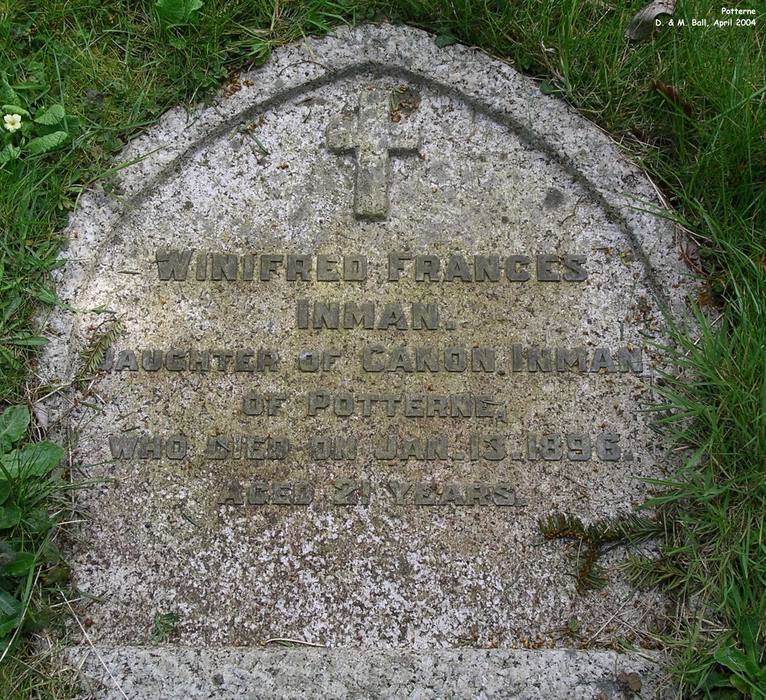 Potterne
D. & M. Ball, April 2004
WINIFRED FRANCES
INMAN.
DAUGHTER OF CANON INMAN
OF POTTERNE,
WHO DIED ON JAN. 13. 1896.
AGED 21 YEARS.